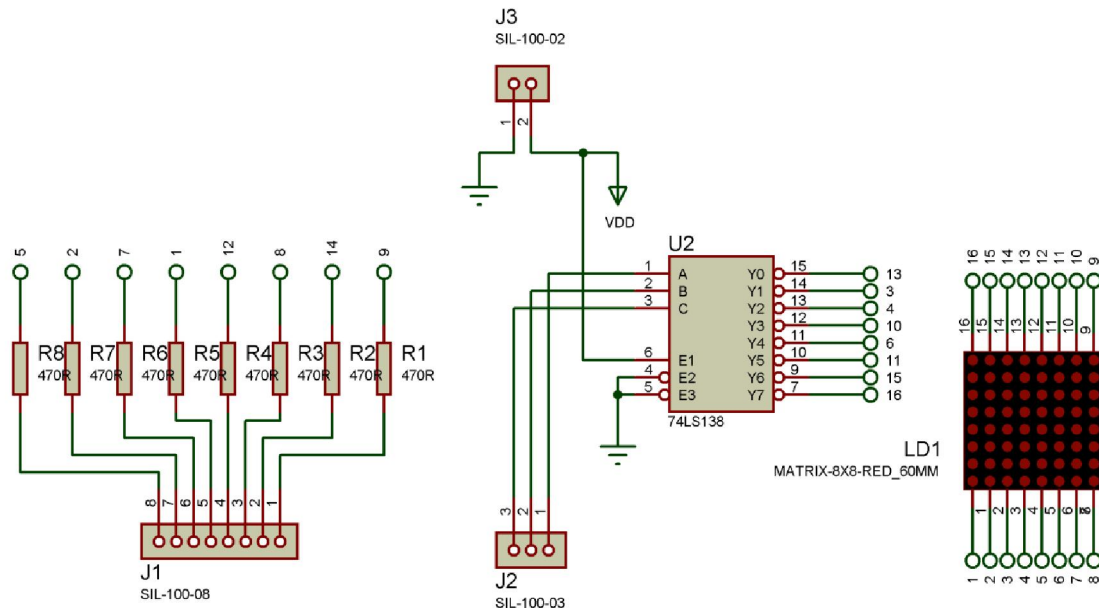 J3
SIL-100-02
1
2
VDD
5 2 7 1 12 8 14 9
R8 R7 R6 R5 R4 R3 R2 R1
470R 470R 470R 470R 470R 470R 470R 470R
8 7 6 5 4 3 2 1
J1
SIL-100-08
U2
1 A Y0 15 13
2 B Y1 14 3
3 C Y2 13 4
Y3 12 10
Y4 11 6
6 E1 Y5 10 11
4 E2 Y6 9 15
5 E3 Y7 7 16
74LS138
3 2 1
J2
SIL-100-03
16 15 14 13 12 11 10 9
16 15 14 13 12 11 10 9
LD1
MATRIX-8X8-RED_60MM
1 2 3 4 5 6 8
1 2 3 4 5 6 7 8